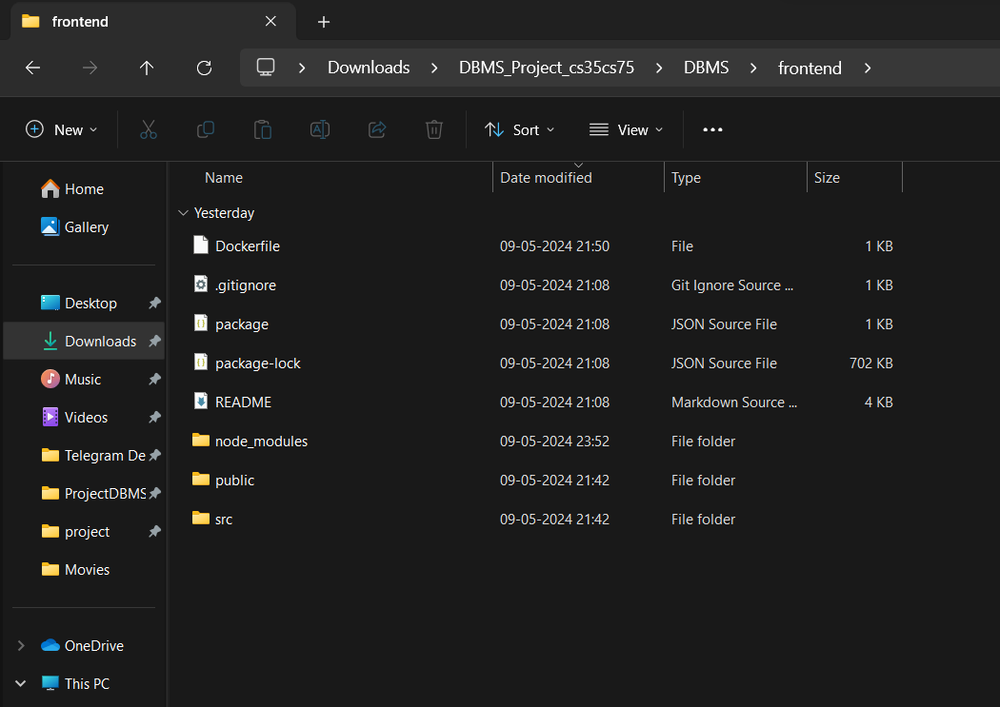 frontend
Downloads > DBMS_Project_cs35cs75 > DBMS > frontend >
New Sort View
Name Date modified Type Size
Yesterday
Dockerfile 09-05-2024 21:50 File 1 KB
.gitignore 09-05-2024 21:08 Git Ignore Source ... 1 KB
package 09-05-2024 21:08 JSON Source File 1 KB
package-lock 09-05-2024 21:08 JSON Source File 702 KB
README 09-05-2024 21:08 Markdown Source ... 4 KB
node_modules 09-05-2024 23:52 File folder
public 09-05-2024 21:42 File folder
src 09-05-2024 21:42 File folder
Home
Gallery
Desktop
Downloads
Music
Videos
Telegram De
ProjectDBMS
project
Movies
OneDrive
This PC